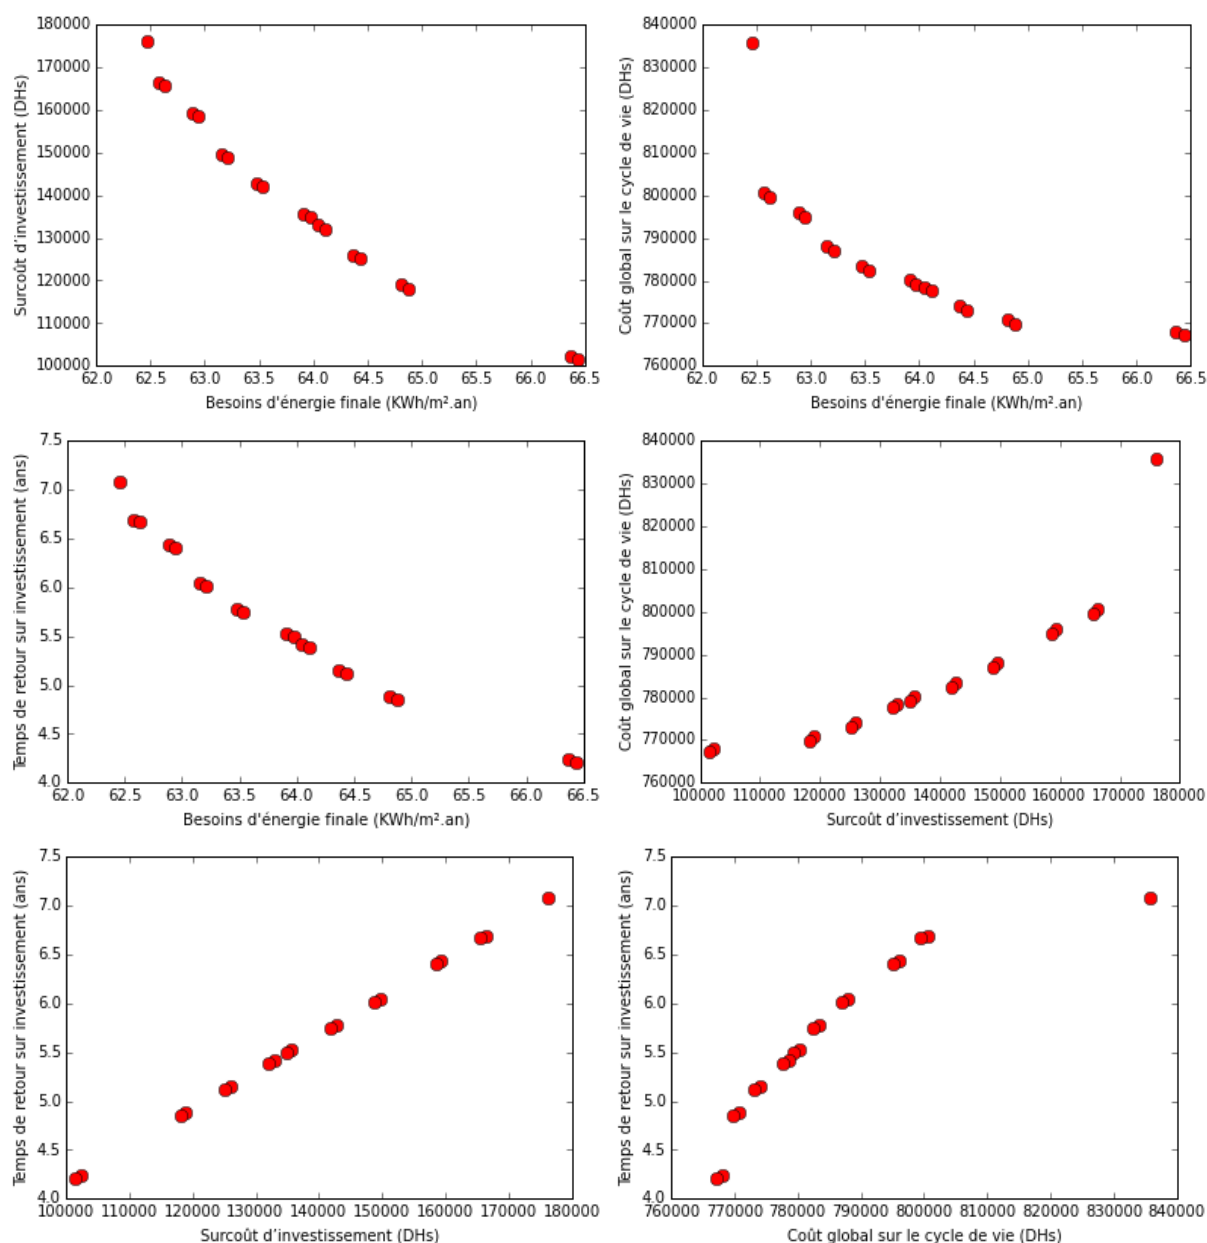 180000
170000
160000
150000
140000
130000
120000
110000
100000
Surcoût d'investissement (DHs)
62.0 62.5 63.0 63.5 64.0 64.5 65.0 65.5 66.0 66.5
Besoins d'énergie finale (KWh/m².an)
840000
830000
820000
810000
800000
790000
780000
770000
760000
Coût global sur le cycle de vie (DHs)
62.0 62.5 63.0 63.5 64.0 64.5 65.0 65.5 66.0 66.5
Besoins d'énergie finale (KWh/m².an)
7.5
7.0
6.5
6.0
5.5
5.0
4.5
4.0
Temps de retour sur investissement (ans)
62.0 62.5 63.0 63.5 64.0 64.5 65.0 65.5 66.0 66.5
Besoins d'énergie finale (KWh/m².an)
840000
830000
820000
810000
800000
790000
780000
770000
760000
Coût global sur le cycle de vie (DHs)
100000 110000 120000 130000 140000 150000 160000 170000 180000
Surcoût d’investissement (DHs)
7.5
7.0
6.5
6.0
5.5
5.0
4.5
4.0
Temps de retour sur investissement (ans)
100000 110000 120000 130000 140000 150000 160000 170000 180000
Surcoût d’investissement (DHs)
7.5
7.0
6.5
6.0
5.5
5.0
4.5
4.0
Temps de retour sur investissement (ans)
760000 770000 780000 790000 800000 810000 820000 830000 840000
Coût global sur le cycle de vie (DHs)